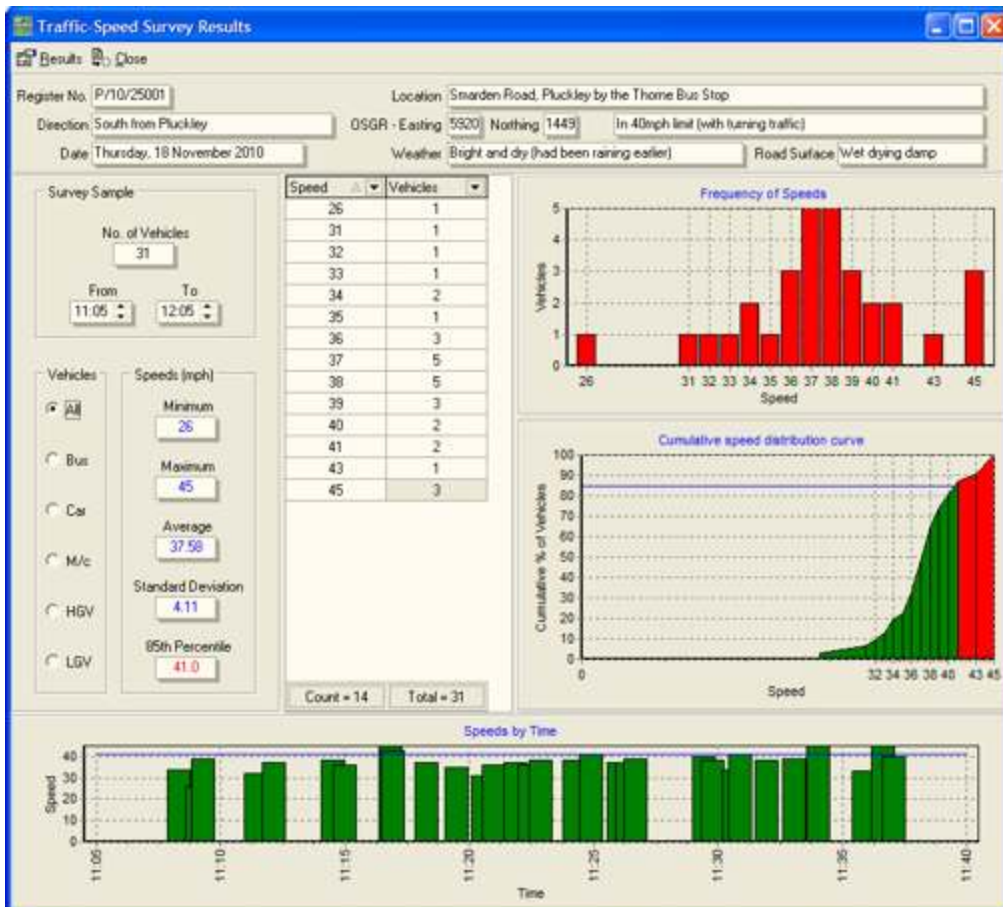 Traffic-Speed Survey Results
Results Close
Register No. P/10/25001 Location Smarden Road, Pluckley by the Thorne Bus Stop
Direction South from Pluckley OSGR - Easting 5920 Northing 1449 In 40mph limit (with turning traffic)
Date Thursday, 18 November 2010 Weather Bright and dry (had been raining earlier) Road Surface Wet drying damp
Survey Sample
No. of Vehicles
31
From To
11:05 12:05
Vehicles
All
Bus
Car
M/c
HGV
LGV
Speeds (mph)
Minimum
26
Maximum
45
Average
37.58
Standard Deviation
4.11
85th Percentile
41.0
Speed Vehicles
26 1
31 1
32 1
33 1
34 2
35 1
36 3
37 5
38 5
39 3
40 2
41 2
43 1
45 3
Count = 14 Total = 31
Frequency of Speeds
Vehicles
5
4
3
2
1
0
26 31 32 33 34 35 36 37 38 39 40 41 43 45
Speed
Cumulative speed distribution curve
Cumulative % of Vehicles
100
90
80
70
60
50
40
30
20
10
0
0 32 34 36 38 40 43 45
Speed
Speeds by Time
Speed
40
30
20
10
0
11:05 11:10 11:15 11:20 11:25 11:30 11:35 11:40
Time